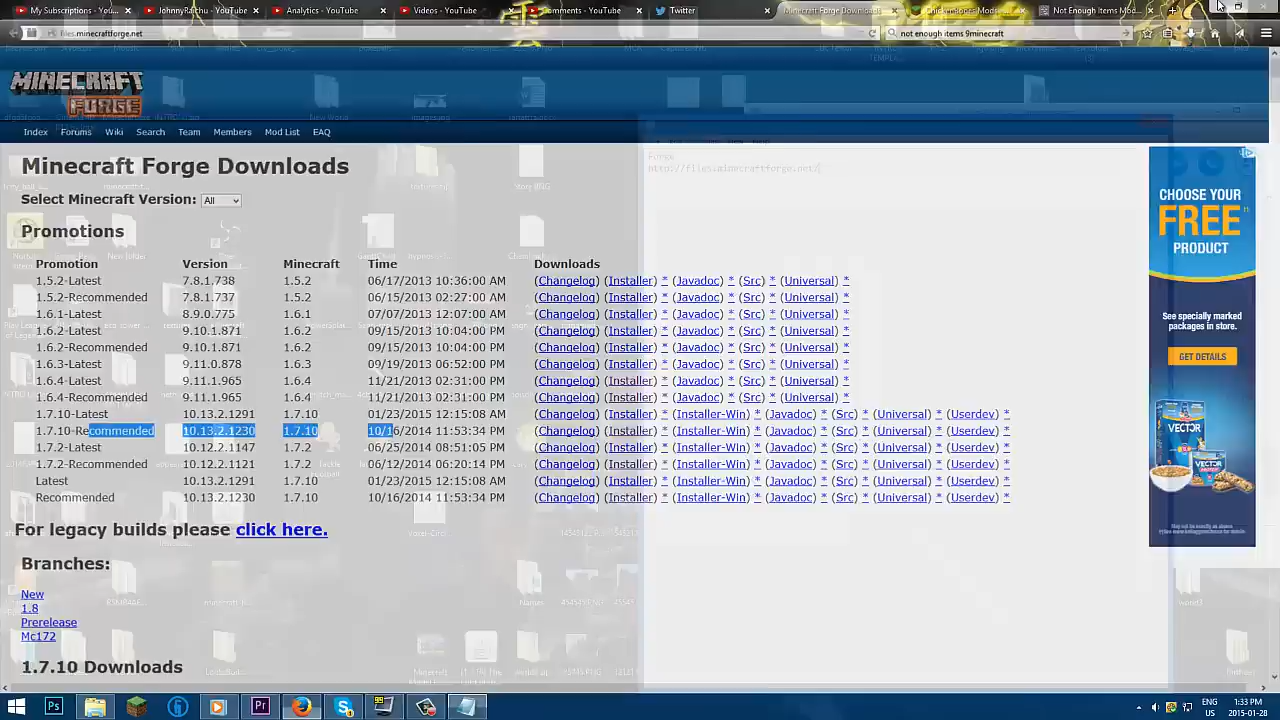 My Subscriptions - You...
JohnnyRathu - YouTube
Analytics - YouTube
Videos - YouTube
Comments - YouTube
Twitter
Minecraft Forge Downloads
ChickenBones Mods...
Not Enough Items Mod...
files.minecraftforge.net
not enough items 9minecraft
MINECRAFT
FORGE
Index Forums Wiki Search Team Members Mod List FAQ
Minecraft Forge Downloads
Select Minecraft Version: All
Promotions
Promotion Version Minecraft Time Downloads
1.5.2-Latest 7.8.1.738 1.5.2 06/17/2013 10:36:00 AM (Changelog) (Installer) * (Javadoc) * (Src) * (Universal) *
1.5.2-Recommended 7.8.1.737 1.5.2 06/15/2013 02:27:00 AM (Changelog) (Installer) * (Javadoc) * (Src) * (Universal) *
1.6.1-Latest 8.9.0.775 1.6.1 07/07/2013 12:07:00 AM (Changelog) (Installer) * (Javadoc) * (Src) * (Universal) *
1.6.2-Latest 9.10.1.871 1.6.2 09/15/2013 10:04:00 PM (Changelog) (Installer) * (Javadoc) * (Src) * (Universal) *
1.6.2-Recommended 9.10.1.871 1.6.2 09/15/2013 10:04:00 PM (Changelog) (Installer) * (Javadoc) * (Src) * (Universal) *
1.6.3-Latest 9.11.0.878 1.6.3 09/19/2013 06:52:00 PM (Changelog) (Installer) * (Javadoc) * (Src) * (Universal) *
1.6.4-Latest 9.11.1.965 1.6.4 11/21/2013 02:31:00 PM (Changelog) (Installer) * (Javadoc) * (Src) * (Universal) *
1.6.4-Recommended 9.11.1.965 1.6.4 11/21/2013 02:31:00 PM (Changelog) (Installer) * (Javadoc) * (Src) * (Universal) *
1.7.10-Latest 10.13.2.1291 1.7.10 01/23/2015 12:15:08 AM (Changelog) (Installer) * (Installer-Win) * (Javadoc) * (Src) * (Universal) * (Userdev) *
1.7.10-Recommended 10.13.2.1230 1.7.10 10/16/2014 11:53:34 PM (Changelog) (Installer) * (Installer-Win) * (Javadoc) * (Src) * (Universal) * (Userdev) *
1.7.2-Latest 10.12.2.1147 1.7.2 06/25/2014 08:51:04 PM (Changelog) (Installer) * (Installer-Win) * (Javadoc) * (Src) * (Universal) * (Userdev) *
1.7.2-Recommended 10.12.2.1121 1.7.2 06/12/2014 06:20:14 PM (Changelog) (Installer) * (Installer-Win) * (Javadoc) * (Src) * (Universal) * (Userdev) *
Latest 10.13.2.1291 1.7.10 01/23/2015 12:15:08 AM (Changelog) (Installer) * (Installer-Win) * (Javadoc) * (Src) * (Universal) * (Userdev) *
Recommended 10.13.2.1230 1.7.10 10/16/2014 11:53:34 PM (Changelog) (Installer) * (Installer-Win) * (Javadoc) * (Src) * (Universal) * (Userdev) *
For legacy builds please click here.
Branches:
New
1.8
Prerelease
Mc172
1.7.10 Downloads
Forge
http://files.minecraftforge.net/
CHOOSE YOUR
FREE
PRODUCT
See specially marked
packages in store.
GET DETAILS
VECTOR
VECTOR
New World
Story BNG
New folder
world3
Narnia
Ps
Pr
ENG
US
1:33 PM
2015-01-28